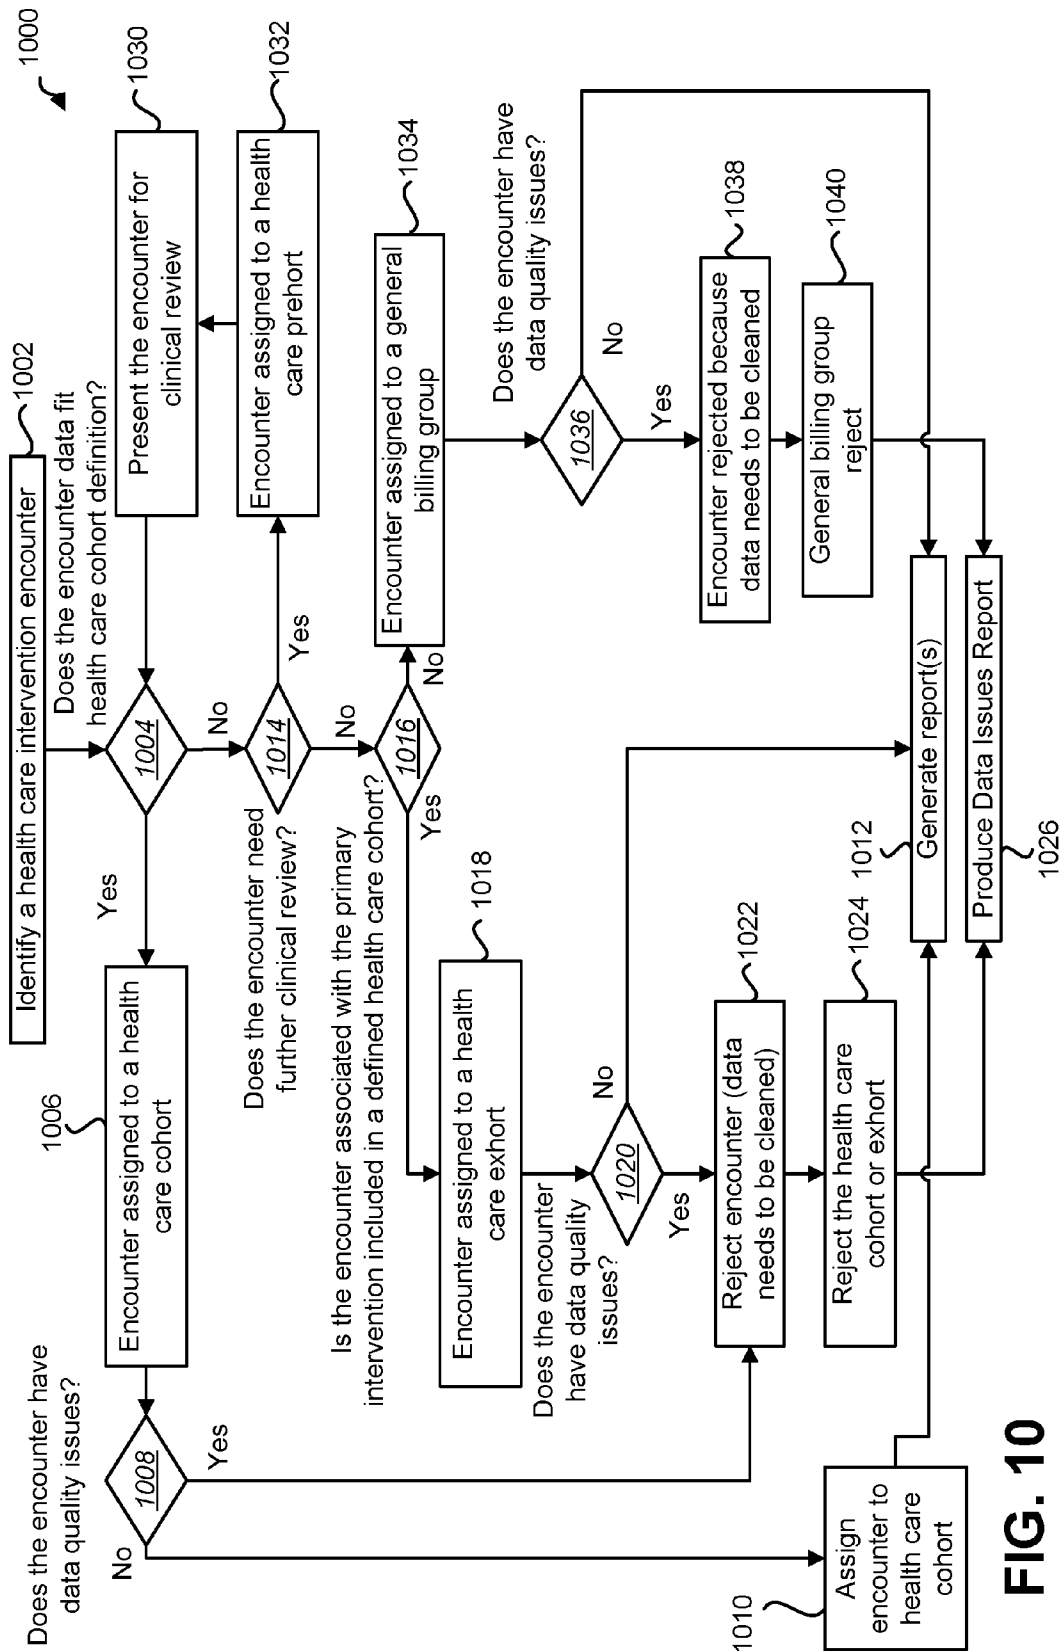 1000
Identify a health care intervention encounter
1002
Does the encounter data fit
health care cohort definition?
1004
Yes
No
Present the encounter for
clinical review
1030
Encounter assigned to a health
care prehort
1032
1006
Encounter assigned to a health
care cohort
Does the encounter have
data quality issues?
1008
No
Yes
Does the encounter need
further clinical review?
1014
Yes
No
Is the encounter associated with the primary
intervention included in a defined health care cohort?
1016
Yes
No
Encounter assigned to a general
billing group
1034
Encounter assigned to a health
care exhort
1018
Does the encounter
have data quality
issues?
1020
No
Yes
Does the encounter have
data quality issues?
1036
No
Yes
Reject encounter (data
needs to be cleaned)
1022
Encounter rejected because
data needs to be cleaned
1038
Reject the health care
cohort or exhort
1024
General billing group
reject
1040
1010
Assign
encounter to
health care
cohort
1012
Generate report(s)
Produce Data Issues Report
1026
FIG. 10